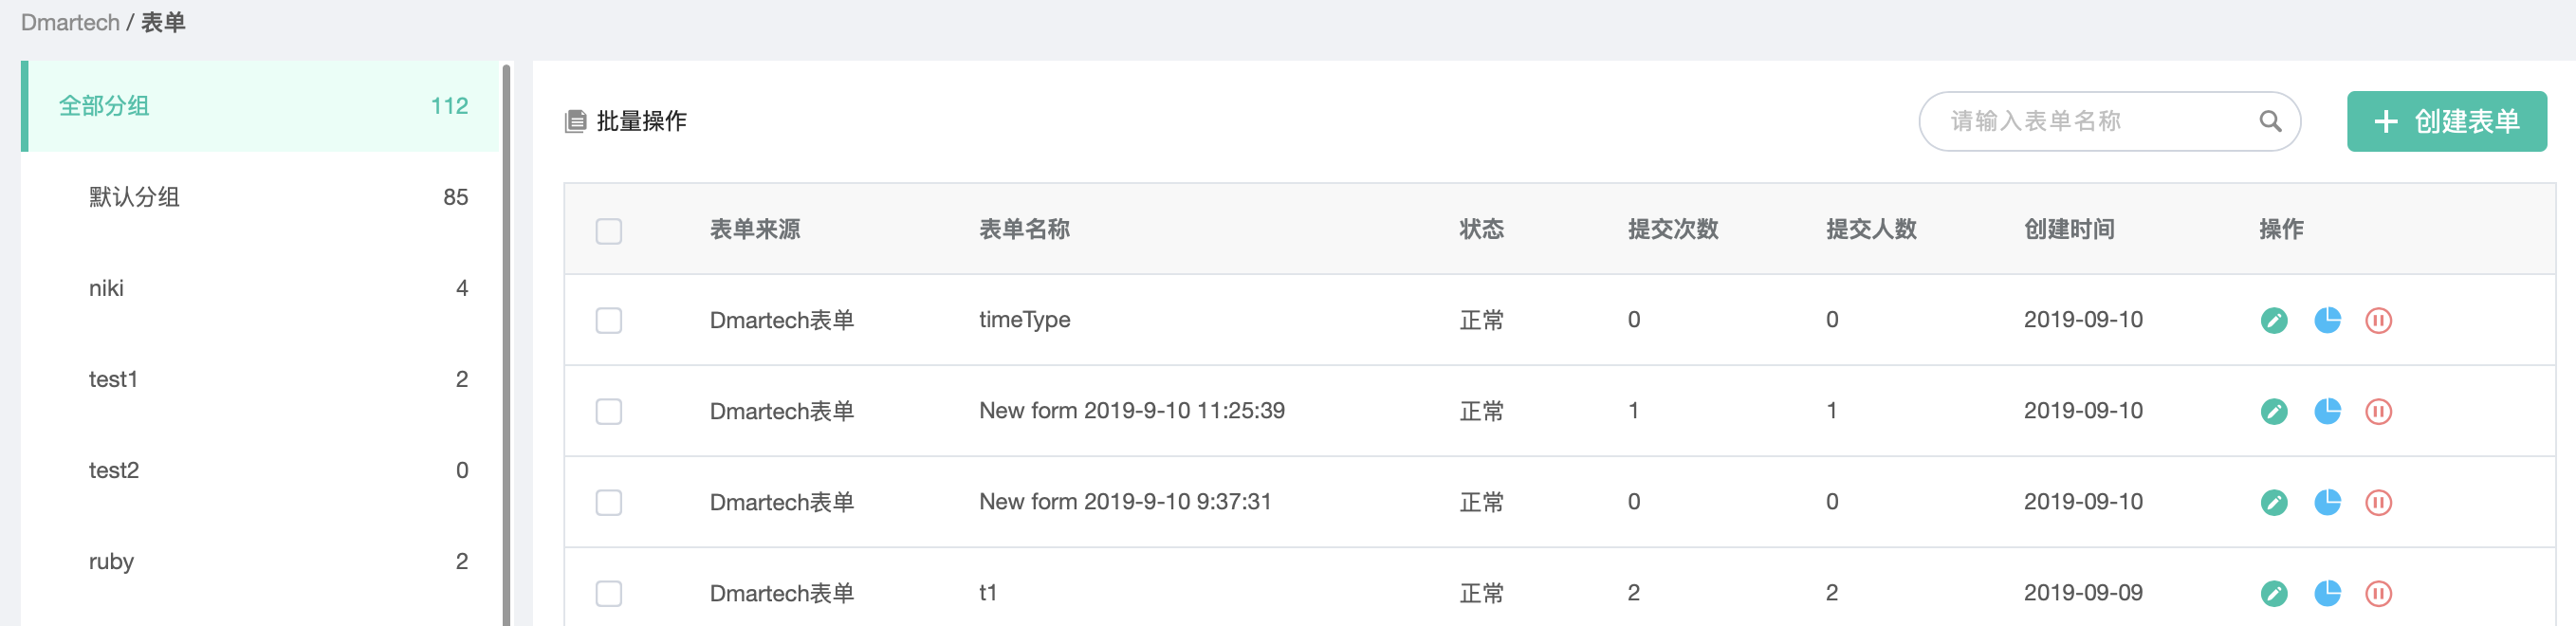 Dmartech / 表单
全部分组 112
默认分组 85
niki 4
test1 2
test2 0
ruby 2
批量操作 请输入表单名称 创建表单
表单来源 表单名称 状态 提交次数 提交人数 创建时间 操作
Dmartech表单 timeType 正常 0 0 2019-09-10
Dmartech表单 New form 2019-9-10 11:25:39 正常 1 1 2019-09-10
Dmartech表单 New form 2019-9-10 9:37:31 正常 0 0 2019-09-10
Dmartech表单 t1 正常 2 2 2019-09-09